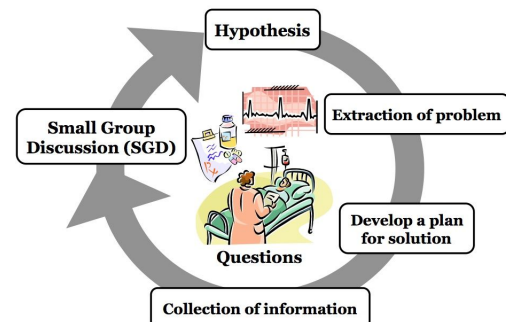 Hypothesis
Extraction of problem
Small Group
Discussion (SGD)
Develop a plan
for solution
Questions
Collection of information